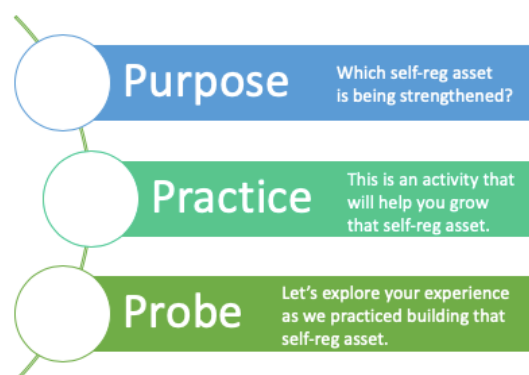 Purpose
Which self-reg asset
is being strengthened?
Practice
This is an activity that
will help you grow
that self-reg asset.
Probe
Let's explore your experience
as we practiced building that
self-reg asset.